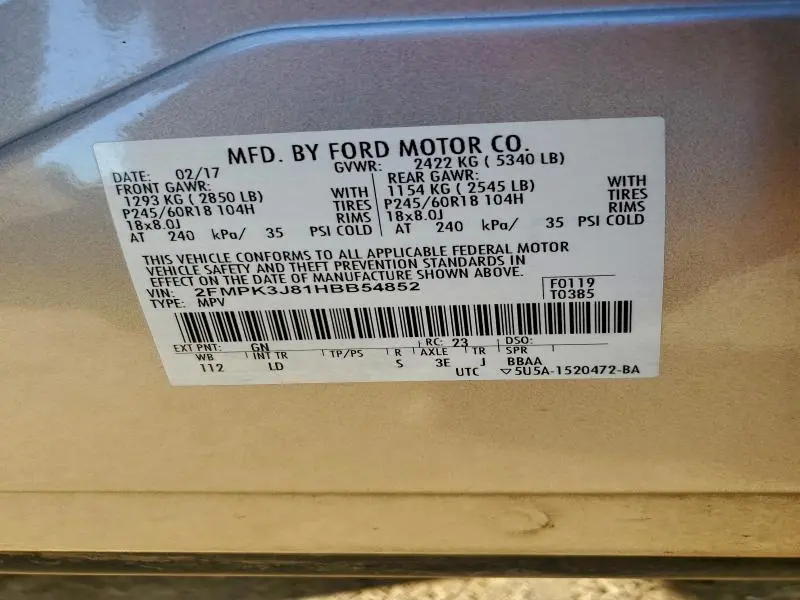 MFD. BY FORD MOTOR CO.
DATE: 02/17 GVWR: 2422 KG ( 5340 LB)
FRONT GAWR: REAR GAWR:
1293 KG ( 2850 LB) WITH 1154 KG ( 2545 LB) WITH
P245/60R18 104H TIRES P245/60R18 104H TIRES
18x8.0J RIMS 18x8.0J RIMS
AT 240 kPa/ 35 PSI COLD AT 240 kPa/ 35 PSI COLD
THIS VEHICLE CONFORMS TO ALL APPLICABLE FEDERAL MOTOR
VEHICLE SAFETY AND THEFT PREVENTION STANDARDS IN
EFFECT ON THE DATE OF MANUFACTURE SHOWN ABOVE.
VIN: 2FMPK3J81HBB54852 F0119
TYPE: MPV T0385
EXT PNT: GN RC: 23 DSO:
WB INT TR TP/PS R AXLE TR SPR
112 LD S 3E J BBAA
UTC ▽5U5A-1520472-BA